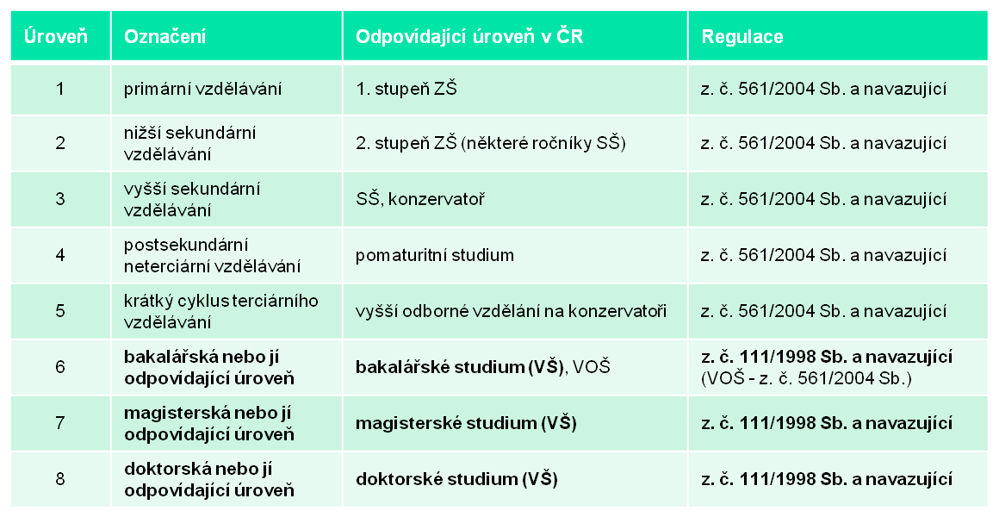 Úroveň Označení Odpovídající úroveň v ČR Regulace
1 primární vzdělávání 1. stupeň ZŠ z. č. 561/2004 Sb. a navazující
2 nižší sekundární
vzdělávání 2. stupeň ZŠ (některé ročníky SŠ) z. č. 561/2004 Sb. a navazující
3 vyšší sekundární
vzdělávání SŠ, konzervatoř z. č. 561/2004 Sb. a navazující
4 postsekundární
neterciární vzdělávání pomaturitní studium z. č. 561/2004 Sb. a navazující
5 krátký cyklus terciárního
vzdělávání vyšší odborné vzdělání na konzervatoři z. č. 561/2004 Sb. a navazující
6 bakalářská nebo jí
odpovídající úroveň bakalářské studium (VŠ), VOŠ z. č. 111/1998 Sb. a navazující
(VOŠ - z. č. 561/2004 Sb.)
7 magisterská nebo jí
odpovídající úroveň magisterské studium (VŠ) z. č. 111/1998 Sb. a navazující
8 doktorská nebo jí
odpovídající úroveň doktorské studium (VŠ) z. č. 111/1998 Sb. a navazující